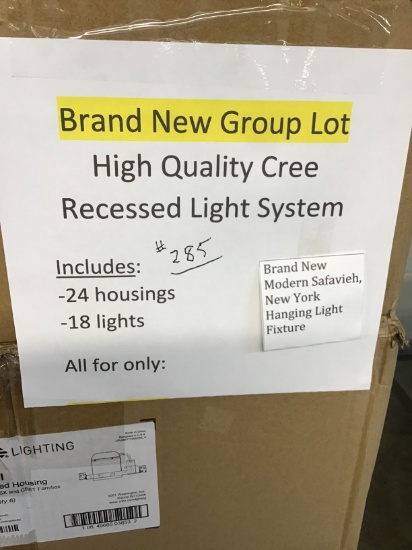 Brand New Group Lot
High Quality Cree
Recessed Light System
# 285
Includes:
-24 housings
-18 lights
All for only:
Brand New
Modern Safavieh,
New York
Hanging Light
Fixture
LIGHTING
ed Housing